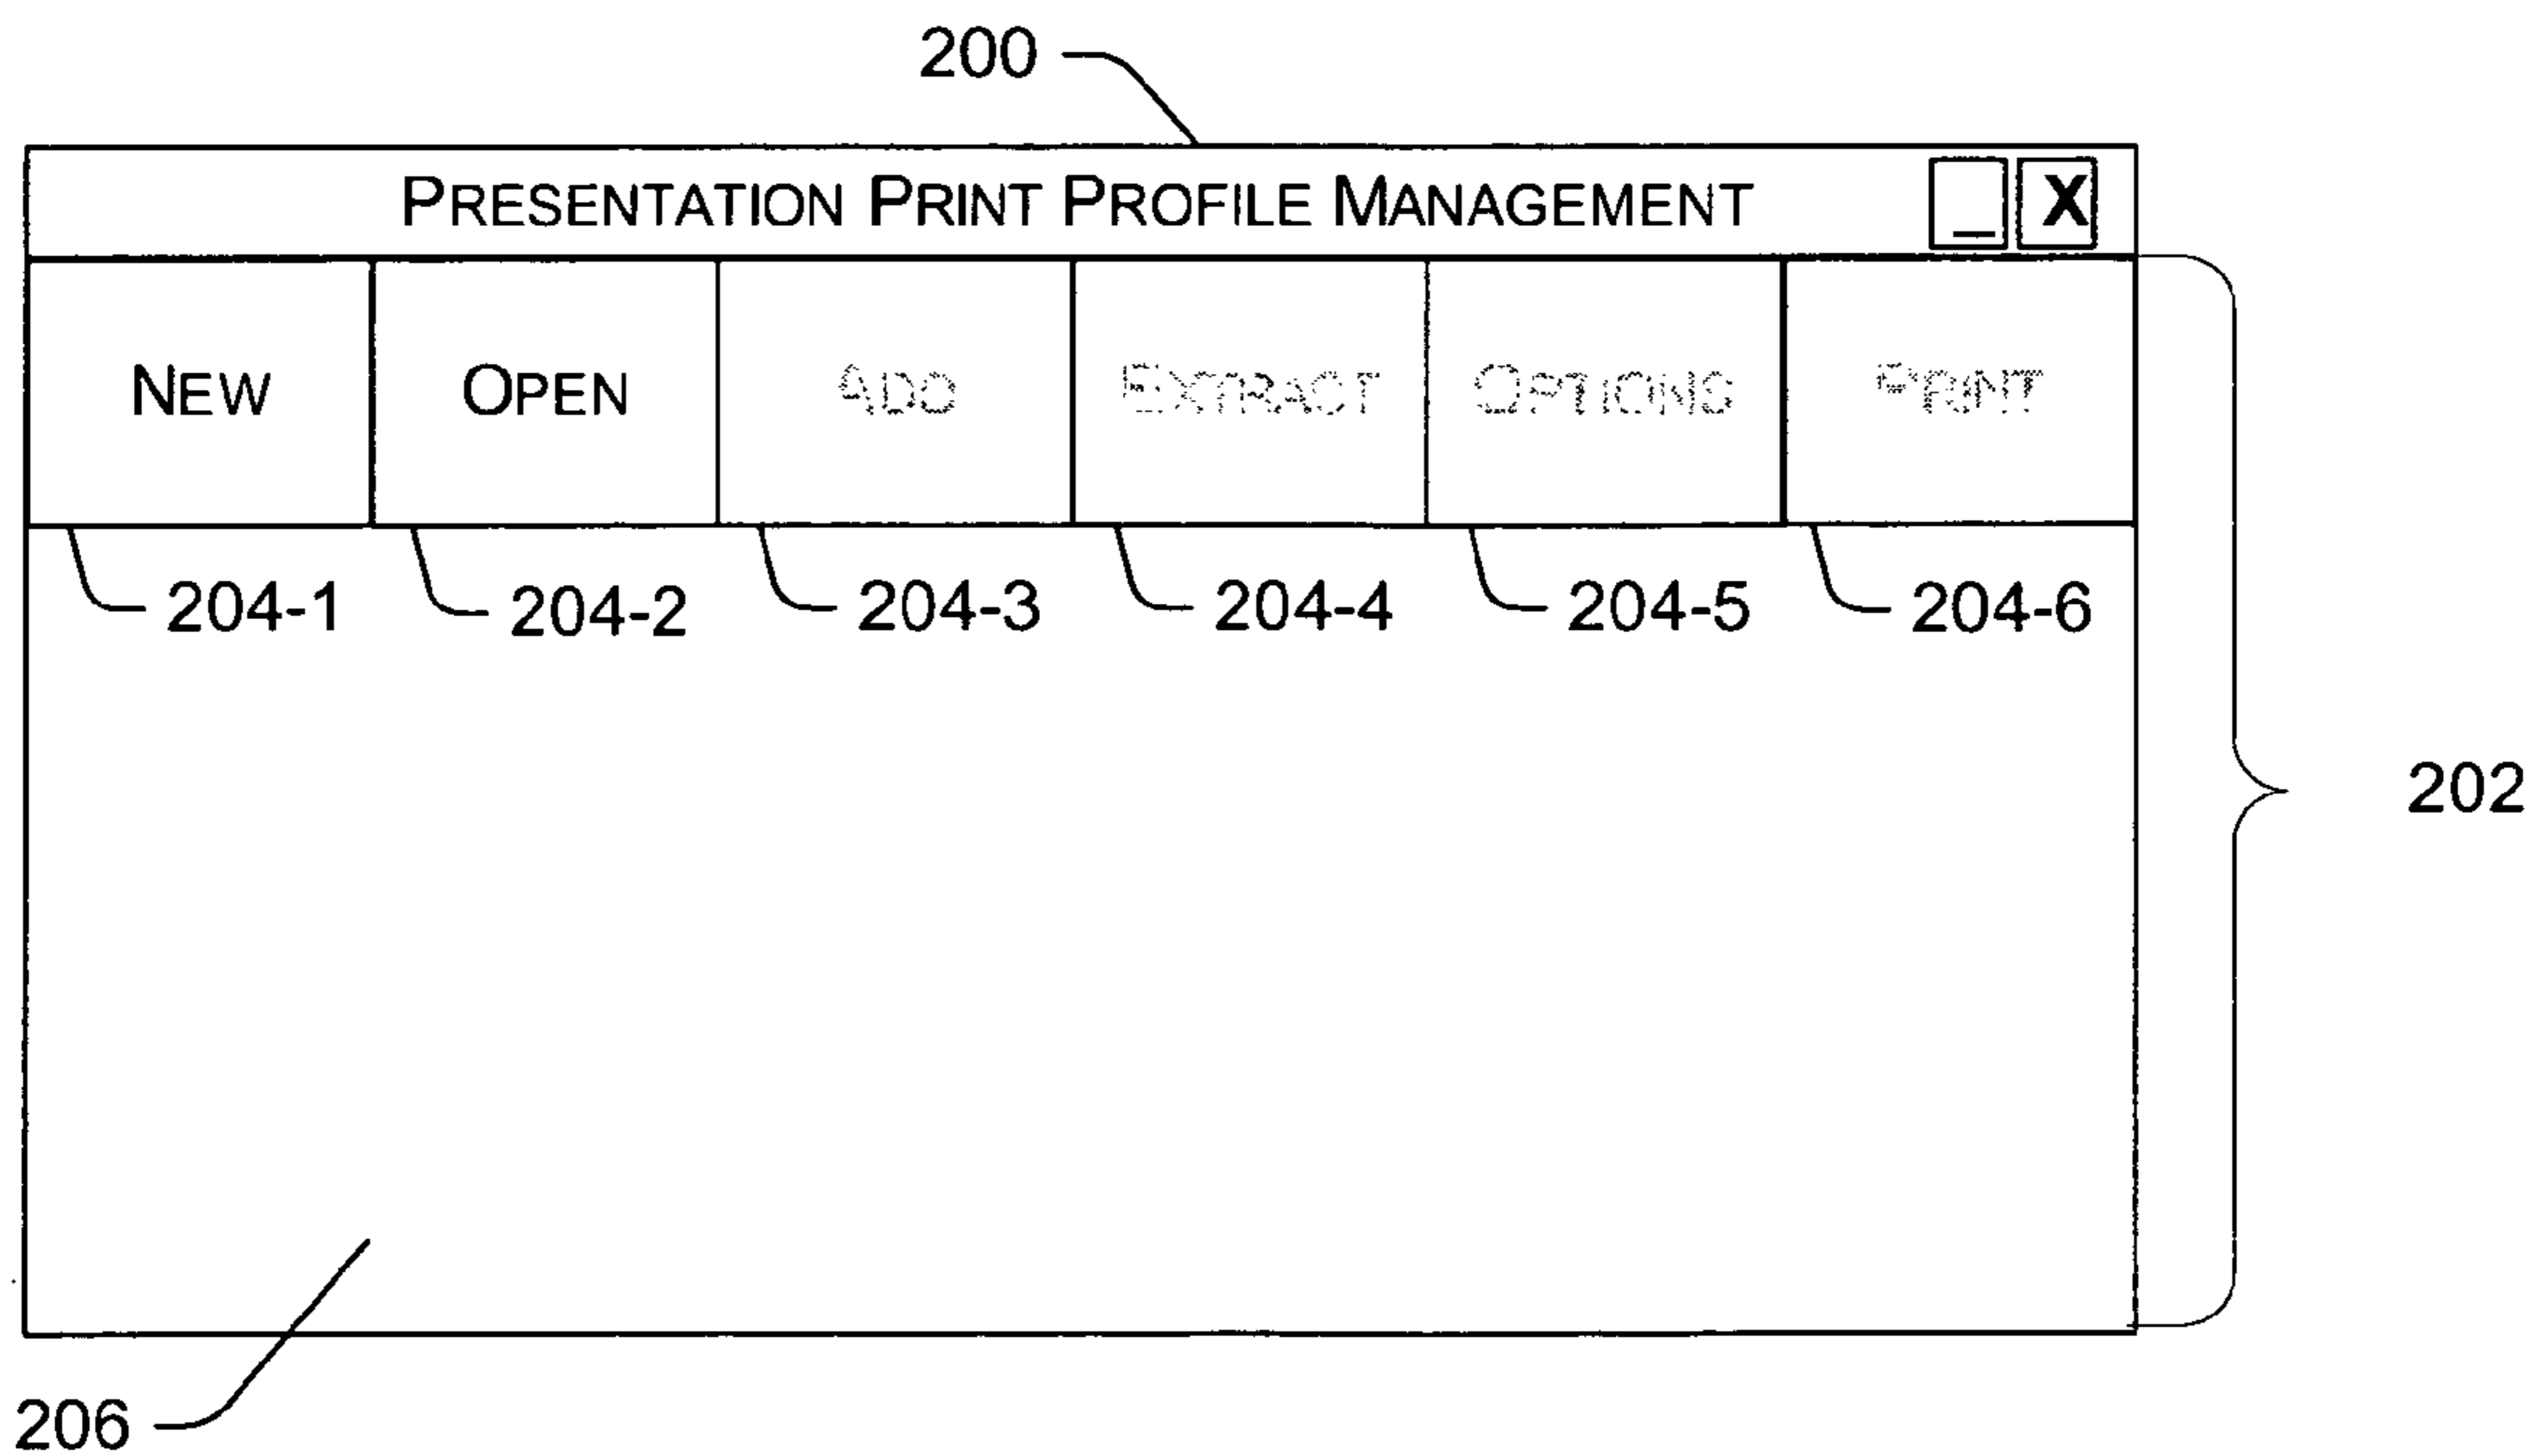 200
PRESENTATION PRINT PROFILE MANAGEMENT _ X
NEW OPEN ADD EXTRACT OPTIONS PRINT
204-1 204-2 204-3 204-4 204-5 204-6
202
206